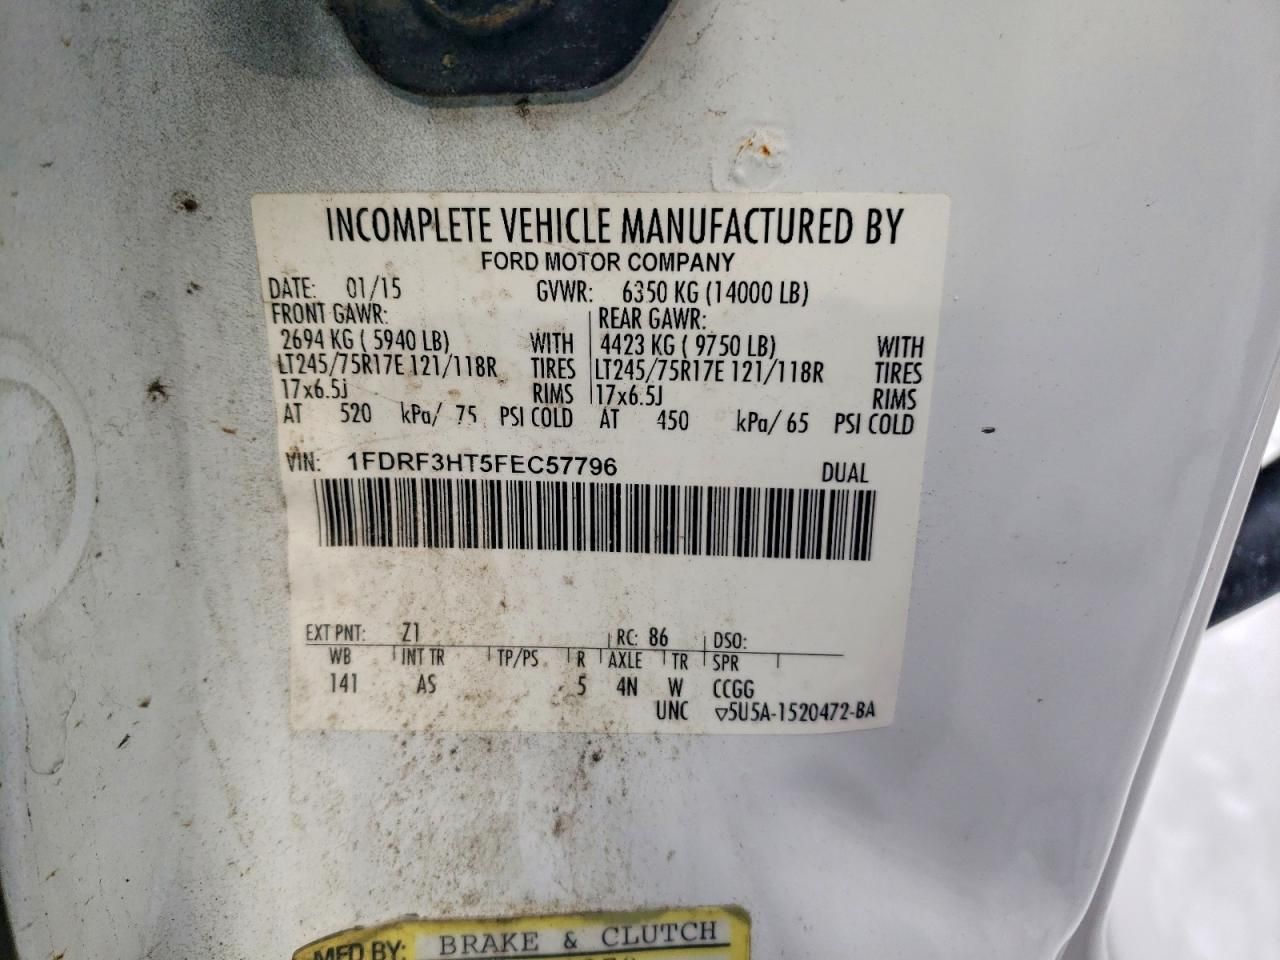 INCOMPLETE VEHICLE MANUFACTURED BY
FORD MOTOR COMPANY
DATE: 01/15 GVWR: 6350 KG (14000 LB)
FRONT GAWR: REAR GAWR:
2694 KG ( 5940 LB) WITH 4423 KG ( 9750 LB) WITH
LT245/75R17E 121/118R TIRES LT245/75R17E 121/118R TIRES
17x6.5J RIMS 17x6.5J RIMS
AT 520 kPa/ 75 PSI COLD AT 450 kPa/ 65 PSI COLD
VIN: 1FDRF3HT5FEC57796 DUAL
EXT PNT: Z1 RC: 86 DSO:
WB INT TR TP/PS R AXLE TR SPR
141 AS 5 4N W CCGG
UNC ▽5U5A-1520472-BA
MFD BY: BRAKE & CLUTCH